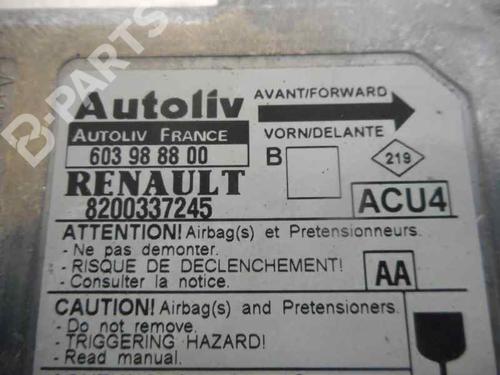 Autoliv
AVANT/FORWARD
AUTOLIV FRANCE
VORN/DELANTE
603 98 88 00
B
219
RENAULT
8200337245
ACU4
ATTENTION! Airbag(s) et Pretensionneurs.
- Ne pas demonter.
- RISQUE DE DECLENCHEMENT!
- Consulter la notice.
AA
CAUTION! Airbag(s) and Pretensioners.
- Do not remove.
- TRIGGERING HAZARD!
- Read manual.
B-PARTS